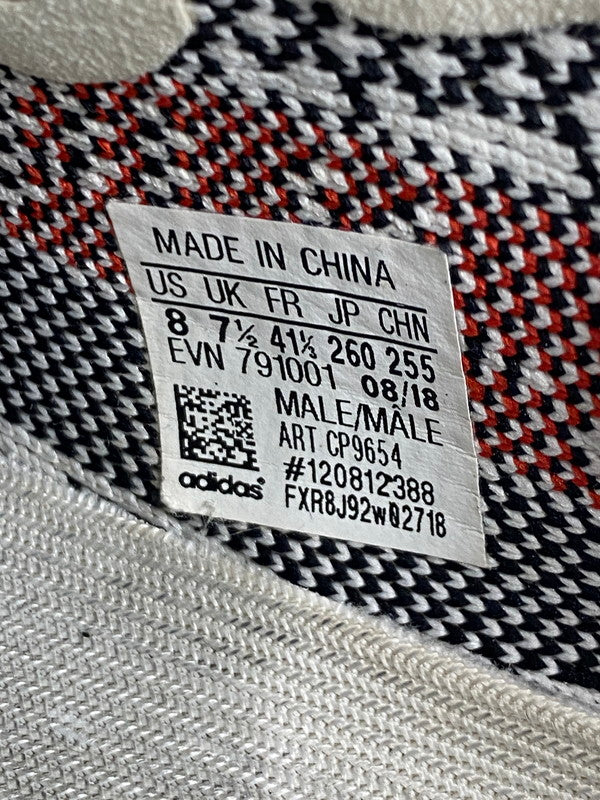 MADE IN CHINA
US UK FR JP CHN
8 7½ 41⅓ 260 255
EVN 791001 08/18
MALE/MÂLE
ART CP9654
#120812388
adidas®
FXR8J92wQ2718